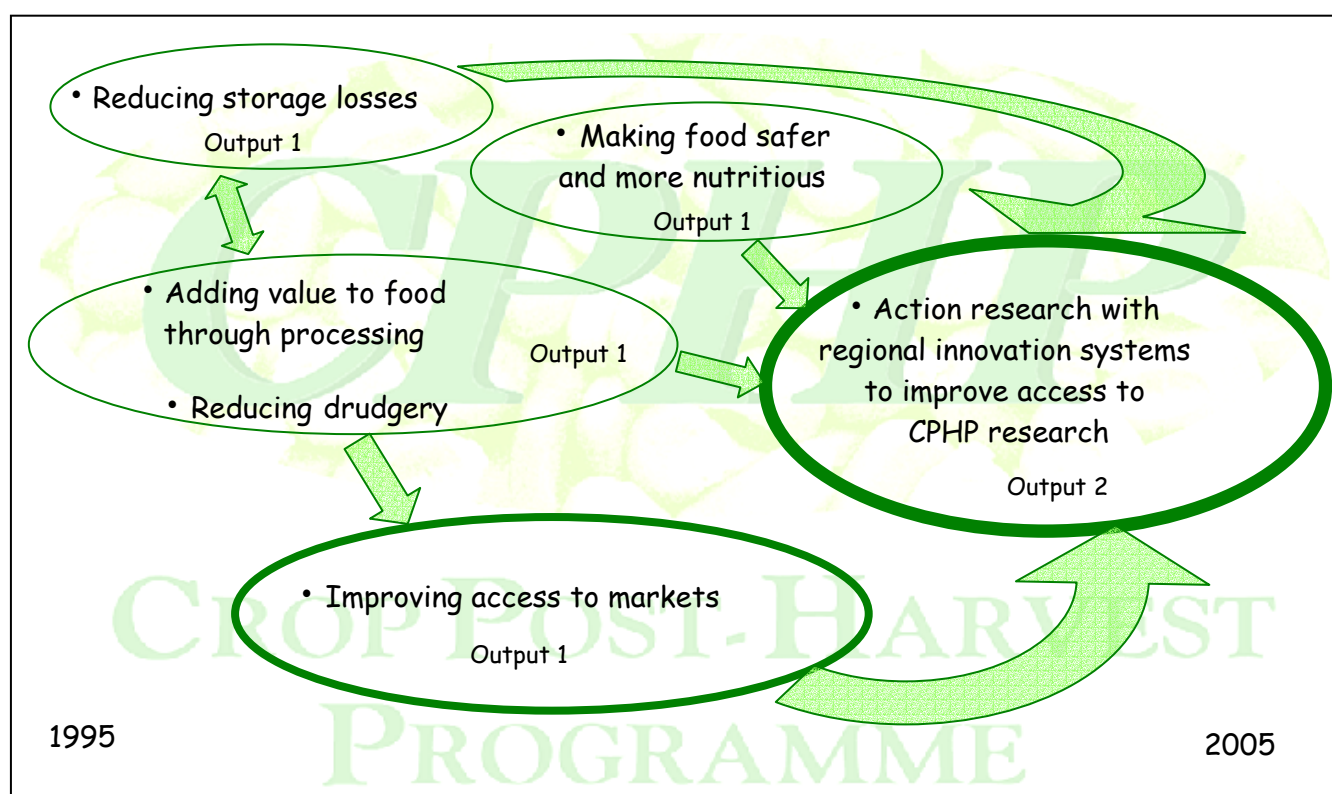 • Reducing storage losses
Output 1
• Making food safer
and more nutritious
Output 1
• Adding value to food
through processing
Output 1
• Reducing drudgery
• Action research with
regional innovation systems
to improve access to
CPHP research
Output 2
• Improving access to markets
Output 1
1995
2005
CPHP
CROP POST-HARVEST
PROGRAMME